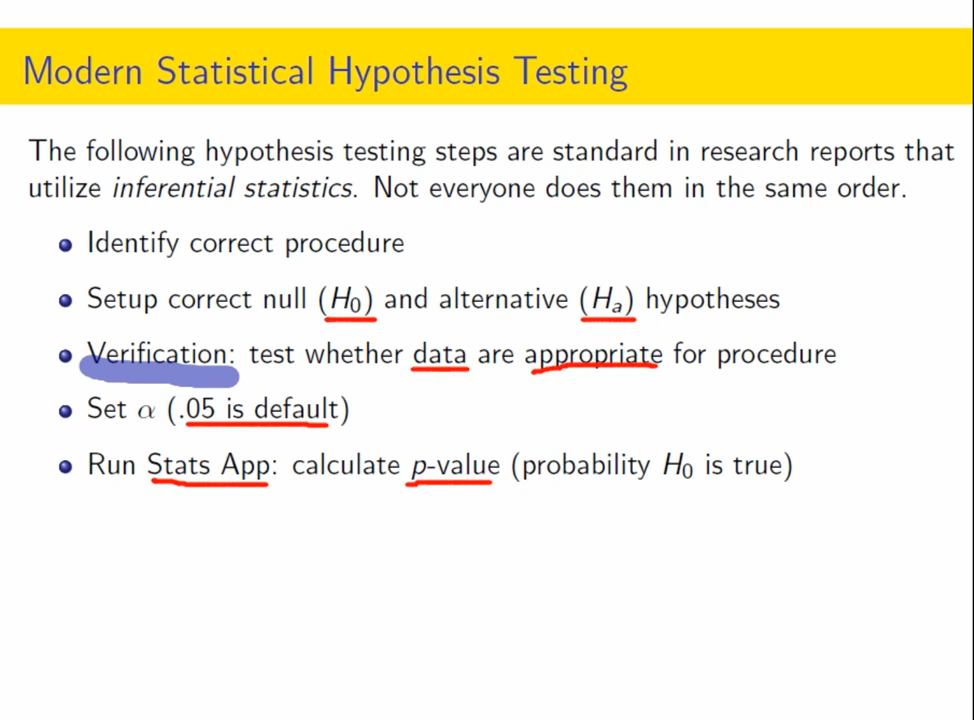 Modern Statistical Hypothesis Testing
The following hypothesis testing steps are standard in research reports that
utilize inferential statistics. Not everyone does them in the same order.
Identify correct procedure
Setup correct null (H₀) and alternative (Hₐ) hypotheses
Verification: test whether data are appropriate for procedure
Set α (.05 is default)
Run Stats App: calculate p-value (probability H₀ is true)